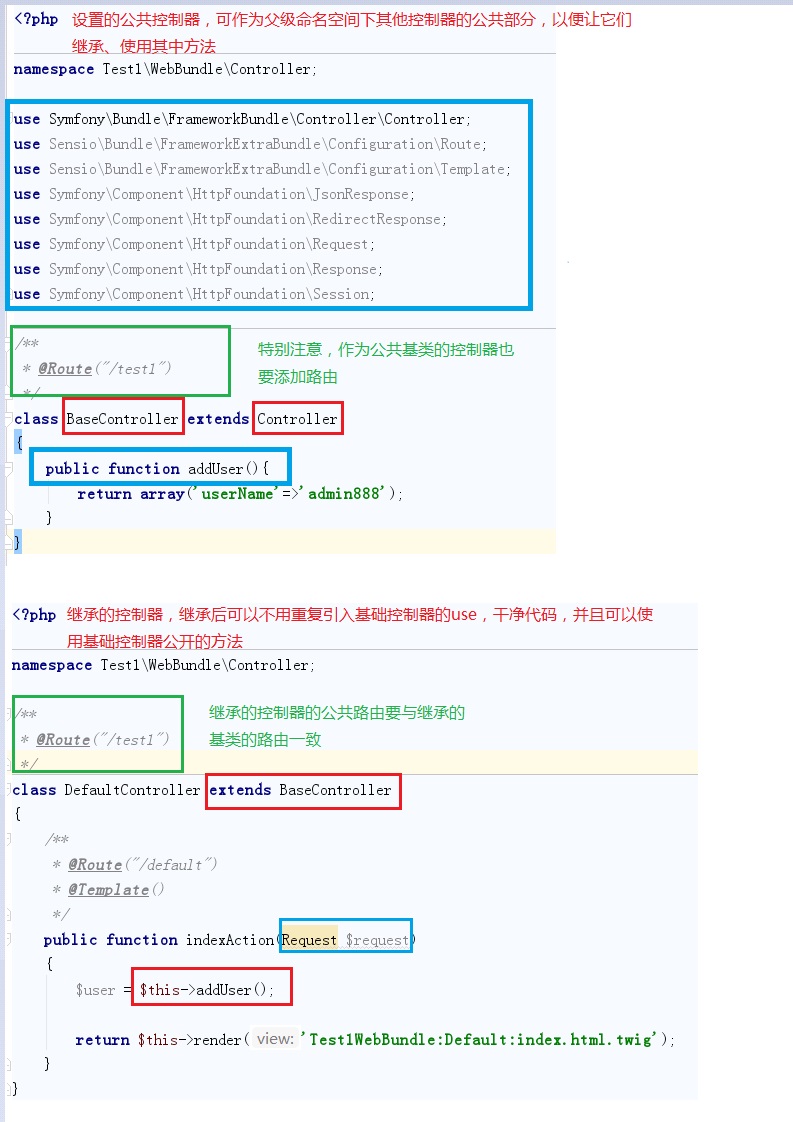 <?php 设置的公共控制器，可作为父级命名空间下其他控制器的公共部分，以便让它们
继承、使用其中方法
namespace Test1\WebBundle\Controller;
use Symfony\Bundle\FrameworkBundle\Controller\Controller;
use Sensio\Bundle\FrameworkExtraBundle\Configuration\Route;
use Sensio\Bundle\FrameworkExtraBundle\Configuration\Template;
use Symfony\Component\HttpFoundation\JsonResponse;
use Symfony\Component\HttpFoundation\RedirectResponse;
use Symfony\Component\HttpFoundation\Request;
use Symfony\Component\HttpFoundation\Response;
use Symfony\Component\HttpFoundation\Session;
/**
* @Route("/test1")
*/
特别注意，作为公共基类的控制器也
要添加路由
class BaseController extends Controller
{
public function addUser(){
return array('userName'=>'admin888');
}
}
<?php 继承的控制器，继承后可以不用重复引入基础控制器的use，干净代码，并且可以使
用基础控制器公开的方法
namespace Test1\WebBundle\Controller;
/**
* @Route("/test1")
*/
继承的控制器的公共路由要与继承的
基类的路由一致
class DefaultController extends BaseController
{
/**
* @Route("/default")
* @Template()
*/
public function indexAction(Request $request)
{
$user = $this->addUser();
return $this->render( view: 'Test1WebBundle:Default:index.html.twig');
}
}